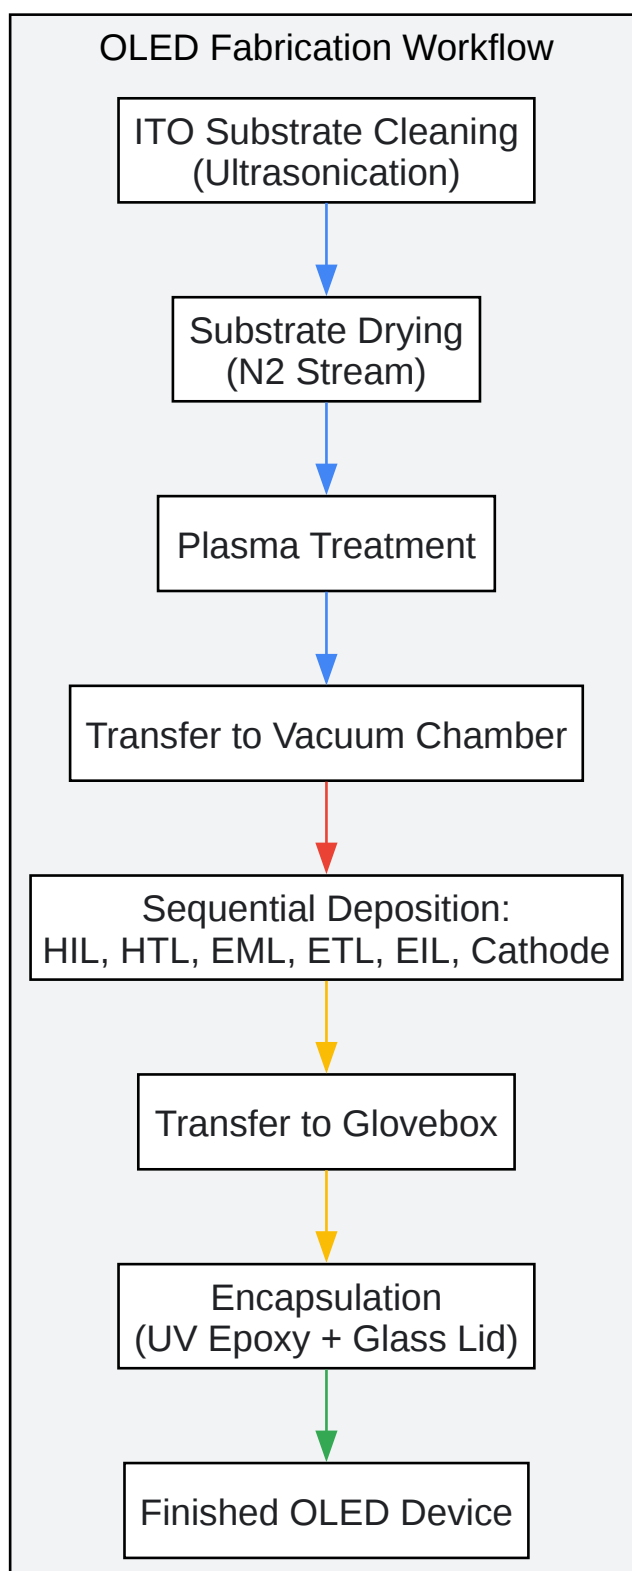 OLED Fabrication Workflow
ITO Substrate Cleaning
(Ultrasonication)
Substrate Drying
(N2 Stream)
Plasma Treatment
Transfer to Vacuum Chamber
Sequential Deposition:
HIL, HTL, EML, ETL, EIL, Cathode
Transfer to Glovebox
Encapsulation
(UV Epoxy + Glass Lid)
Finished OLED Device